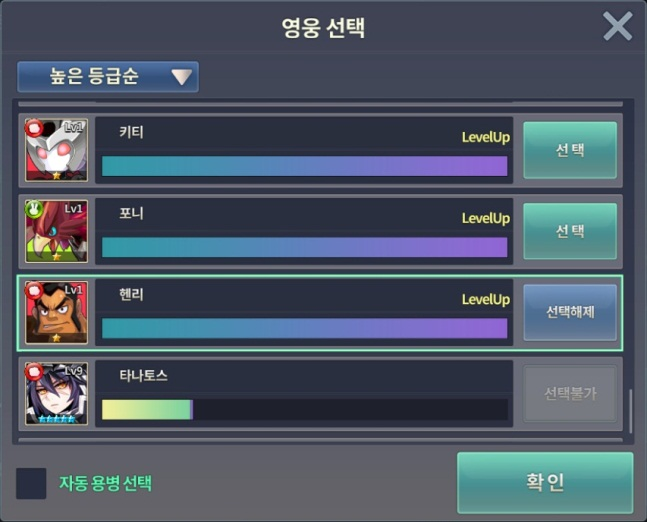 영웅 선택
높은 등급순
Lv1
키티
LevelUp
선택
Lv1
포니
LevelUp
선택
Lv1
헨리
LevelUp
선택해제
Lv9
타나토스
선택불가
자동 용병 선택
확인